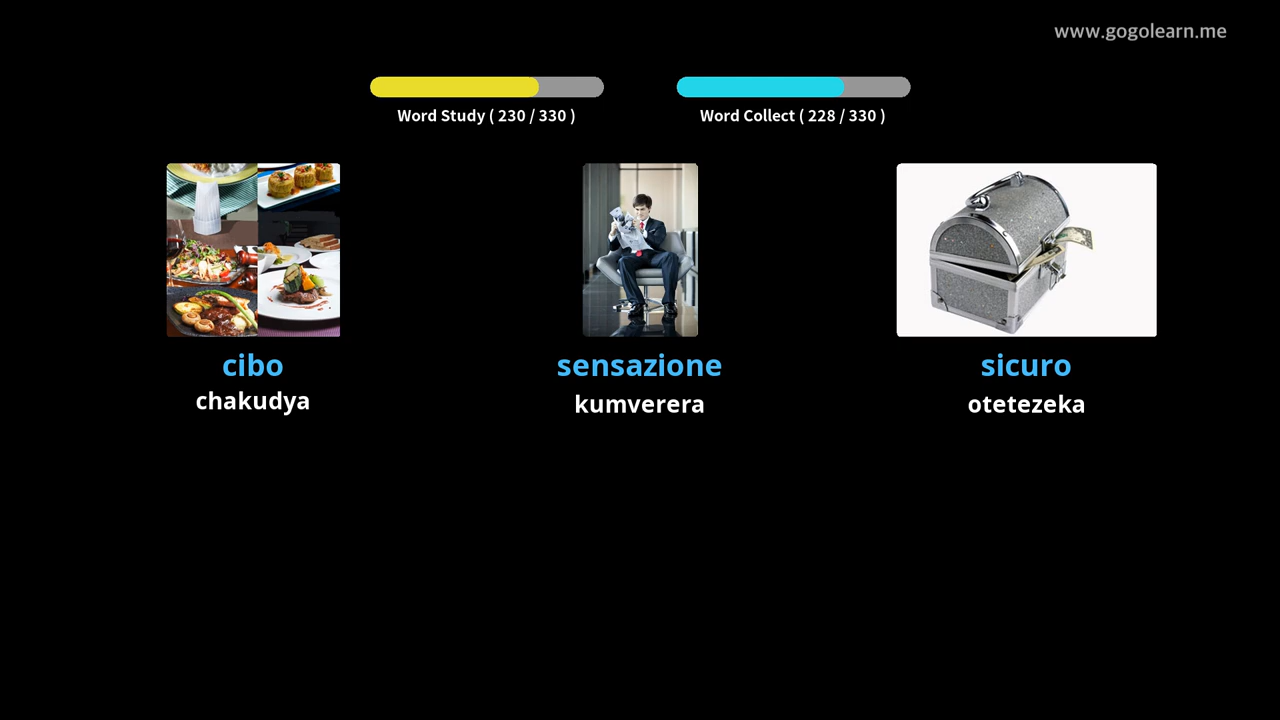 www.gogolearn.me
Word Study ( 230 / 330 )
Word Collect ( 228 / 330 )
cibo
chakudya
sensazione
kumverera
sicuro
otetezeka